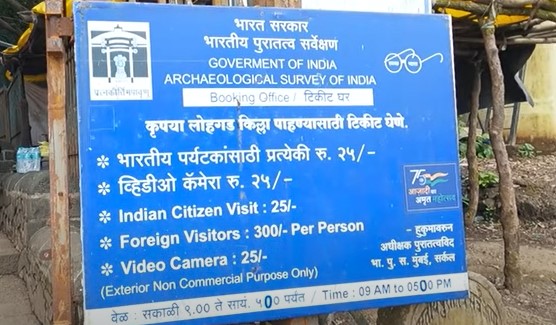 भारत सरकार
भारतीय पुरातत्व सर्वेक्षण
GOVERMENT OF INDIA
ARCHAEOLOGICAL SURVEY OF INDIA
Booking Office / टिकीट घर
कृपया लोहगड किल्ला पाहण्यासाठी टिकीट घेणे.
* भारतीय पर्यटकांसाठी प्रत्येकी रु. २५/-
* व्हिडीओ कॅमेरा रु. २५/-
* Indian Citizen Visit : 25/-
* Foreign Visitors : 300/- Per Person
* Video Camera : 25/-
(Exterior Non Commercial Purpose Only)
75
आज़ादी का
अमृत महोत्सव
- हुकुमावरुन
अधीक्षक पुरातत्वविद
भा. पु. स. मुंबई, सर्कल
वेळ : सकाळी ९.०० ते सायं. ५.०० पर्यंत / Time : 09 AM to 0500 PM